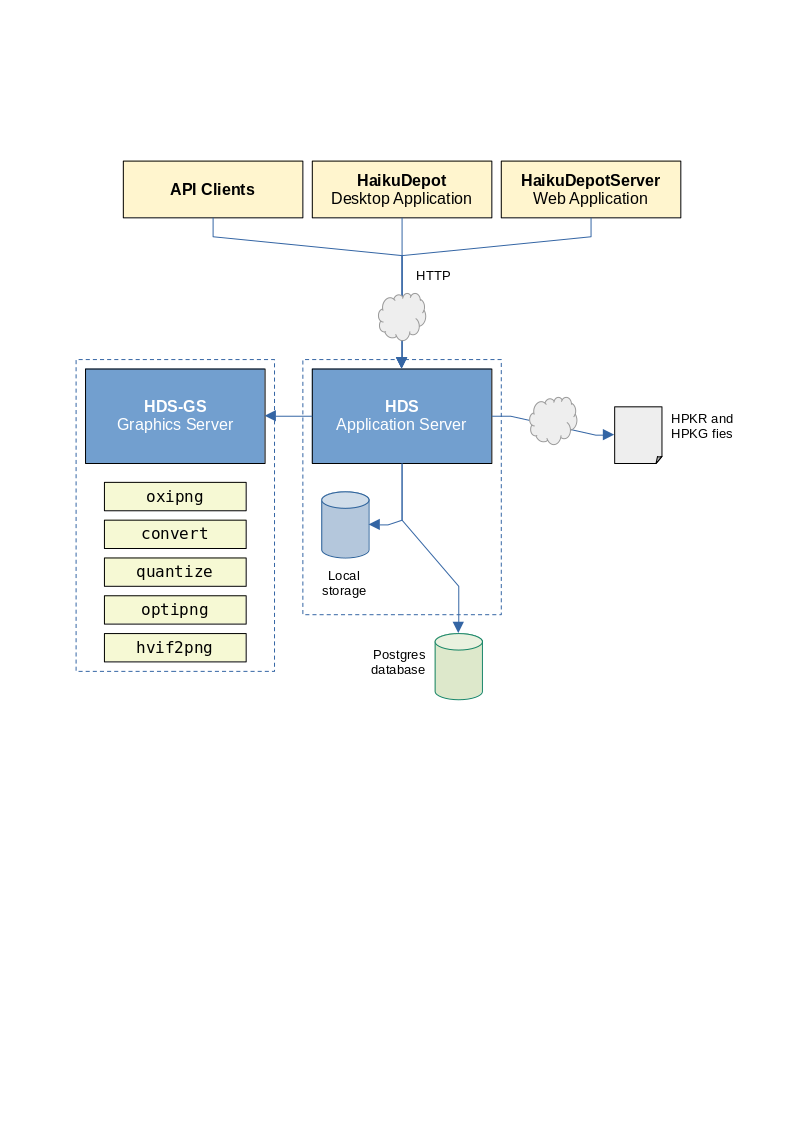 API Clients
HaikuDepot
Desktop Application
HaikuDepotServer
Web Application
HTTP
HDS-GS
Graphics Server
HDS
Application Server
HPKR and
HPKG fies
oxipng
convert
quantize
optipng
hvif2png
Local
storage
Postgres
database